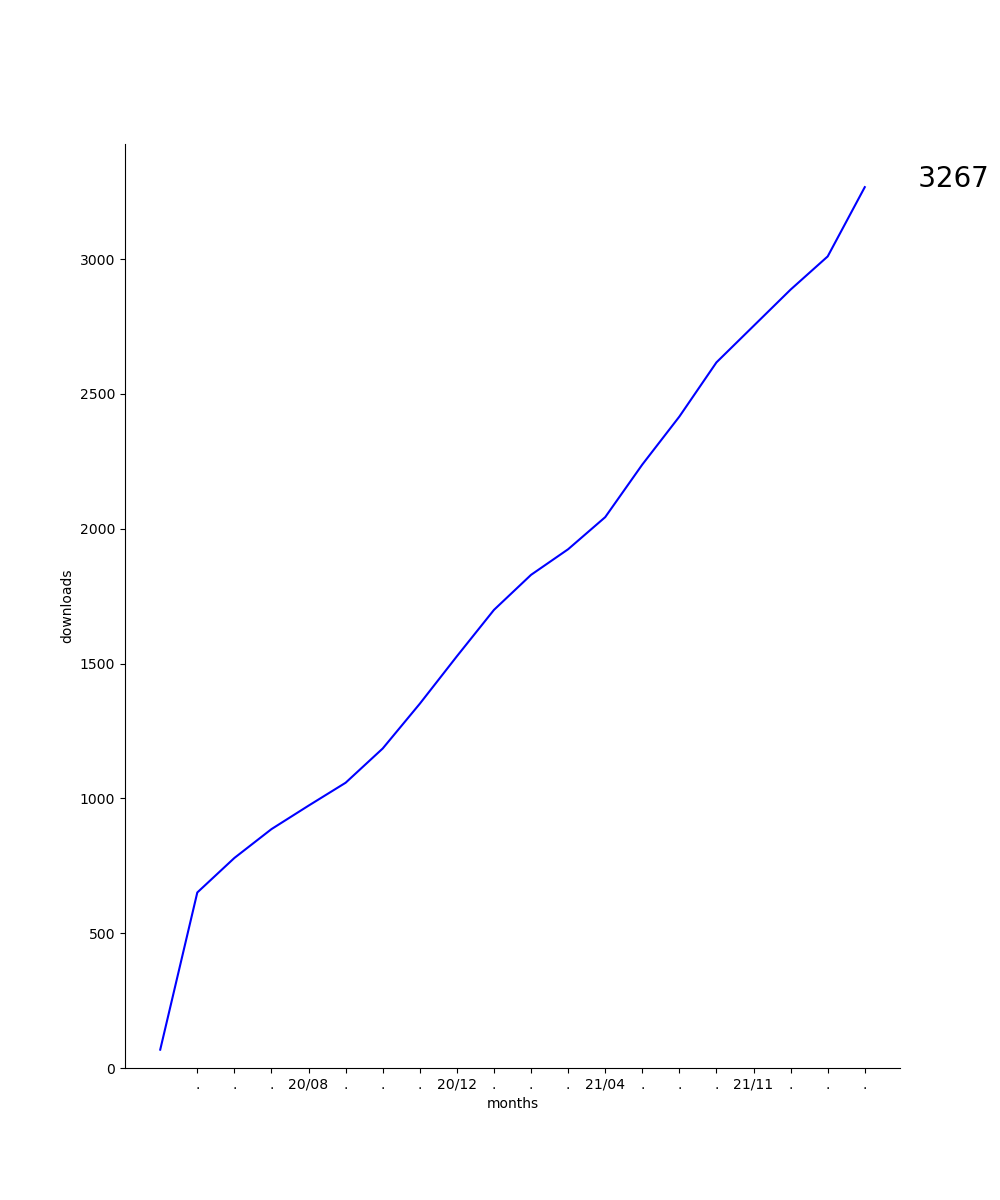 3267
3000
2500
2000
1500
1000
500
0
downloads
. . . 20/08 . . . 20/12 . . . 21/04 . . . 21/11 . . .
months